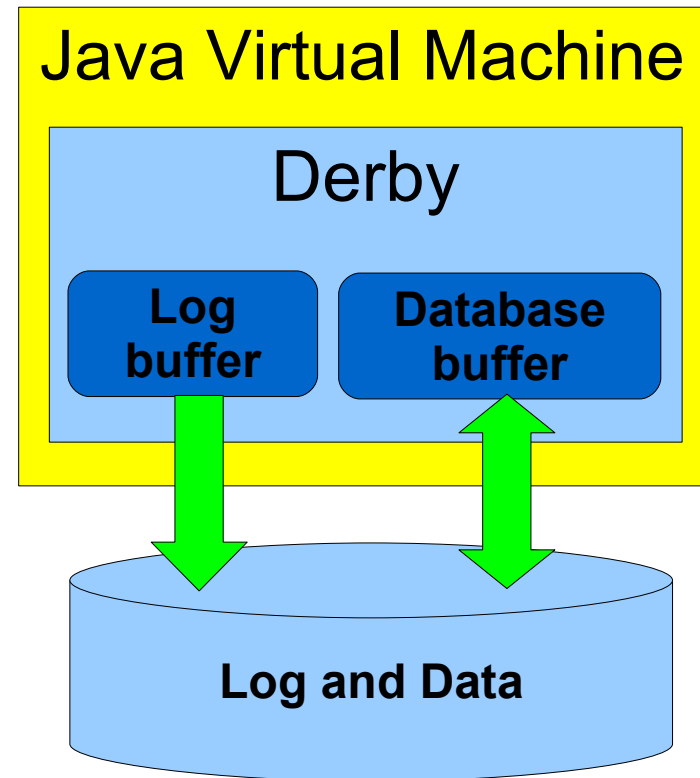 Java Virtual Machine
Derby
Log
buffer
Database
buffer
Log and Data